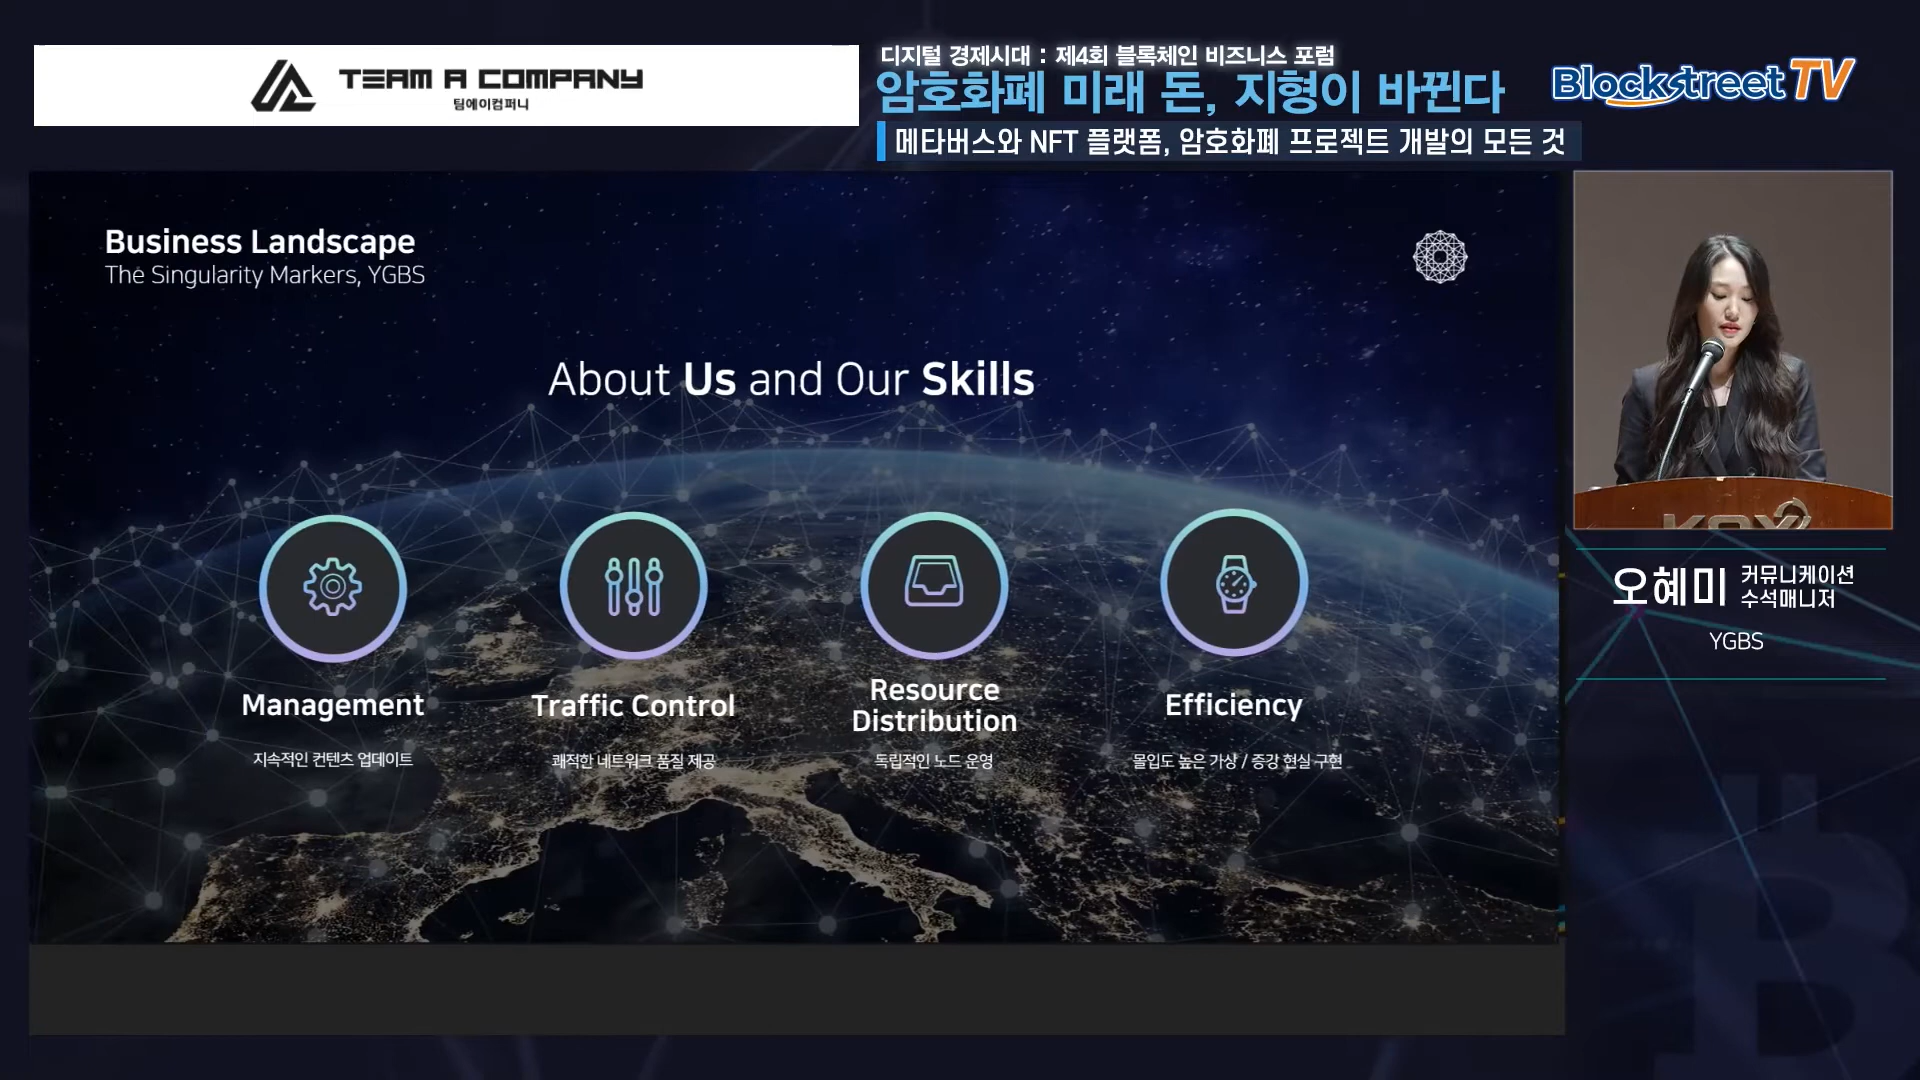 TEAM A COMPANY
팀에이컴퍼니
디지털 경제시대 : 제4회 블록체인 비즈니스 포럼
암호화폐 미래 돈, 지형이 바뀐다
메타버스와 NFT 플랫폼, 암호화폐 프로젝트 개발의 모든 것
Blockstreet TV
Business Landscape
The Singularity Markers, YGBS
About Us and Our Skills
Management
지속적인 컨텐츠 업데이트
Traffic Control
쾌적한 네트워크 품질 제공
Resource
Distribution
독립적인 노드 운영
Efficiency
몰입도 높은 가상 / 증강 현실 구현
오혜미
커뮤니케이션
수석매니저
YGBS